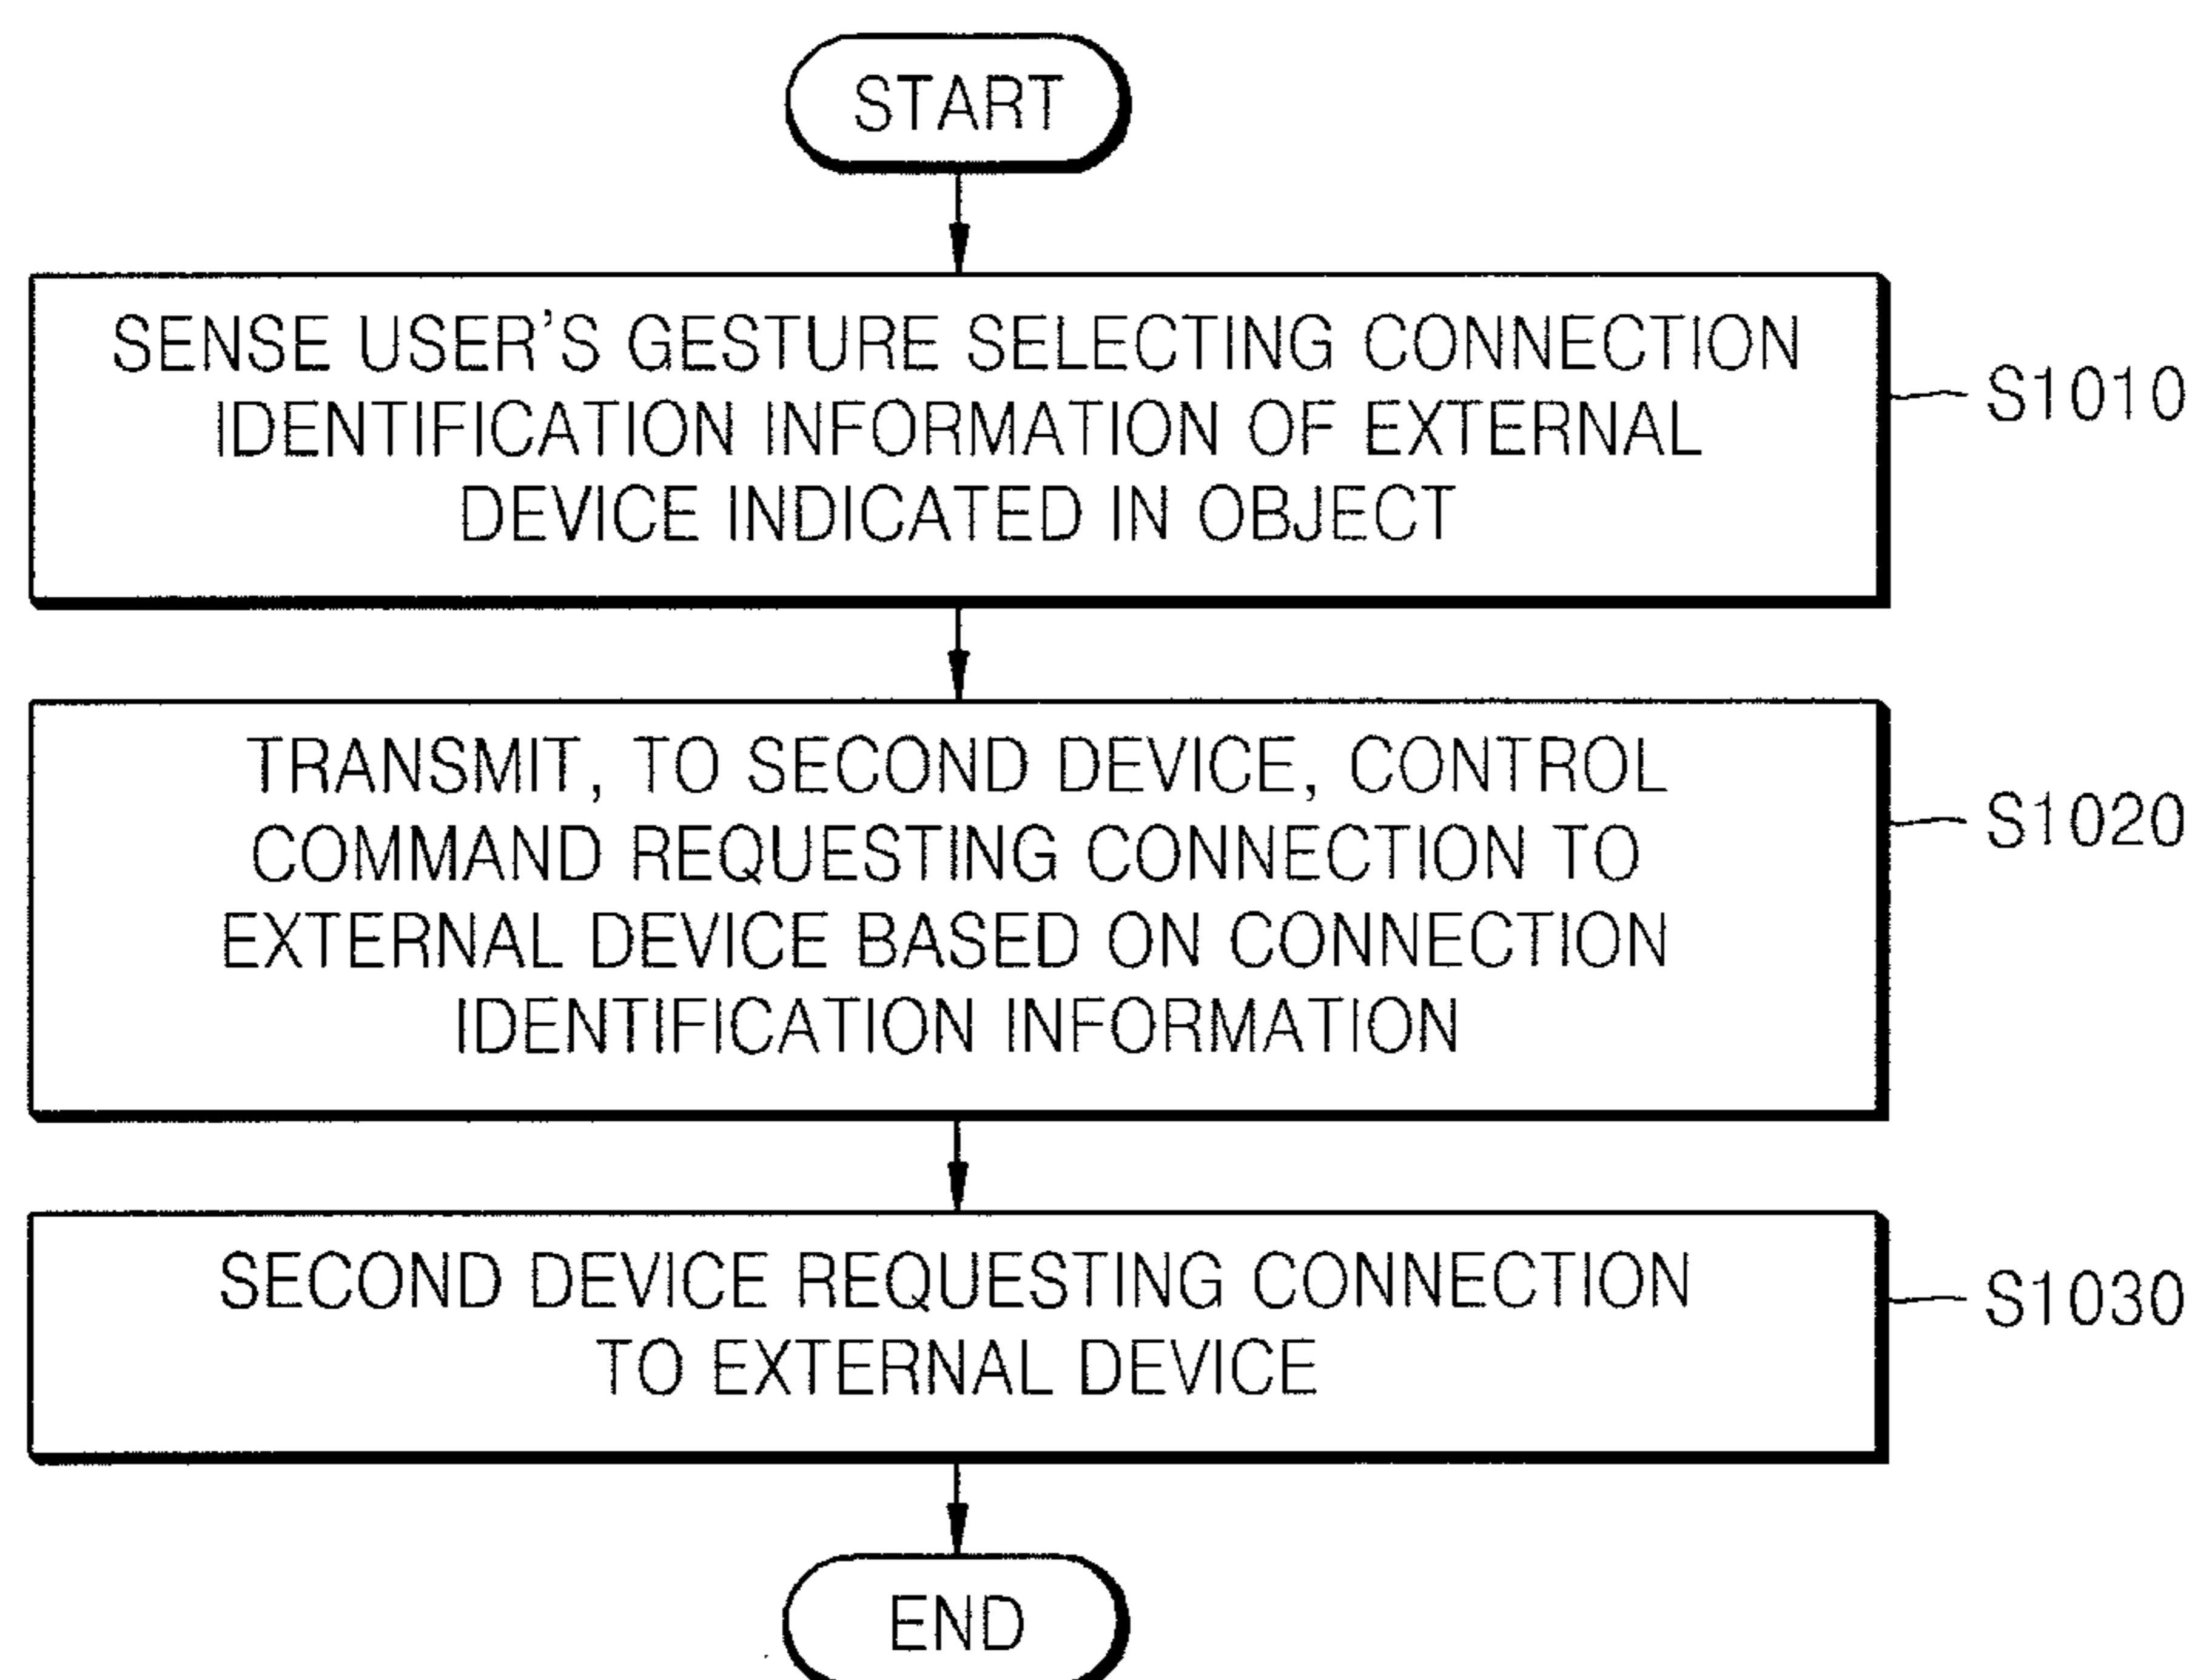 START
SENSE USER'S GESTURE SELECTING CONNECTION
IDENTIFICATION INFORMATION OF EXTERNAL
DEVICE INDICATED IN OBJECT
S1010
TRANSMIT, TO SECOND DEVICE, CONTROL
COMMAND REQUESTING CONNECTION TO
EXTERNAL DEVICE BASED ON CONNECTION
IDENTIFICATION INFORMATION
S1020
SECOND DEVICE REQUESTING CONNECTION
TO EXTERNAL DEVICE
S1030
END